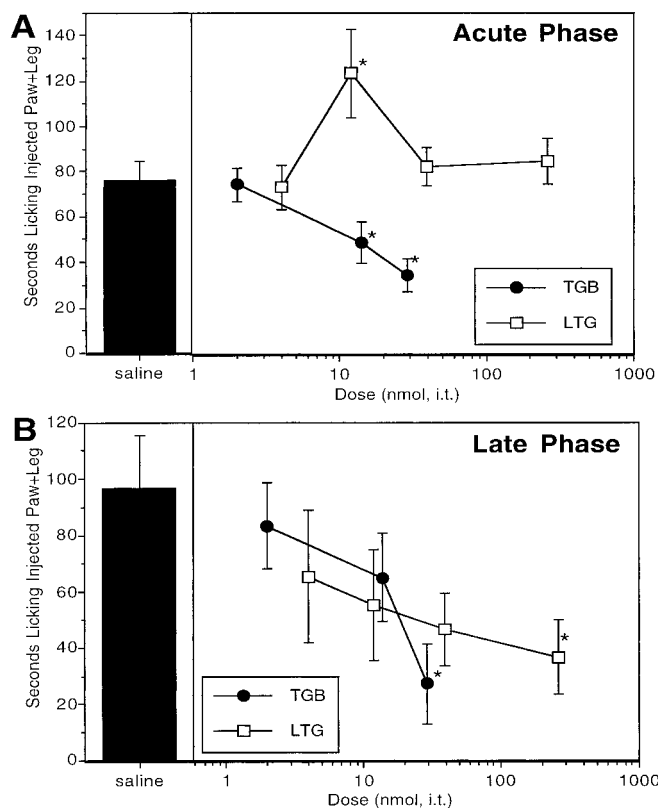 A
Acute Phase
Seconds Licking Injected Paw+Leg
140
120
100
80
60
40
20
0
*
*
*
TGB
LTG
saline
1
10
100
1000
Dose (nmol, i.t.)
B
Late Phase
Seconds Licking Injected Paw+Leg
120
100
80
60
40
20
0
*
*
TGB
LTG
saline
1
10
100
1000
Dose (nmol, i.t.)